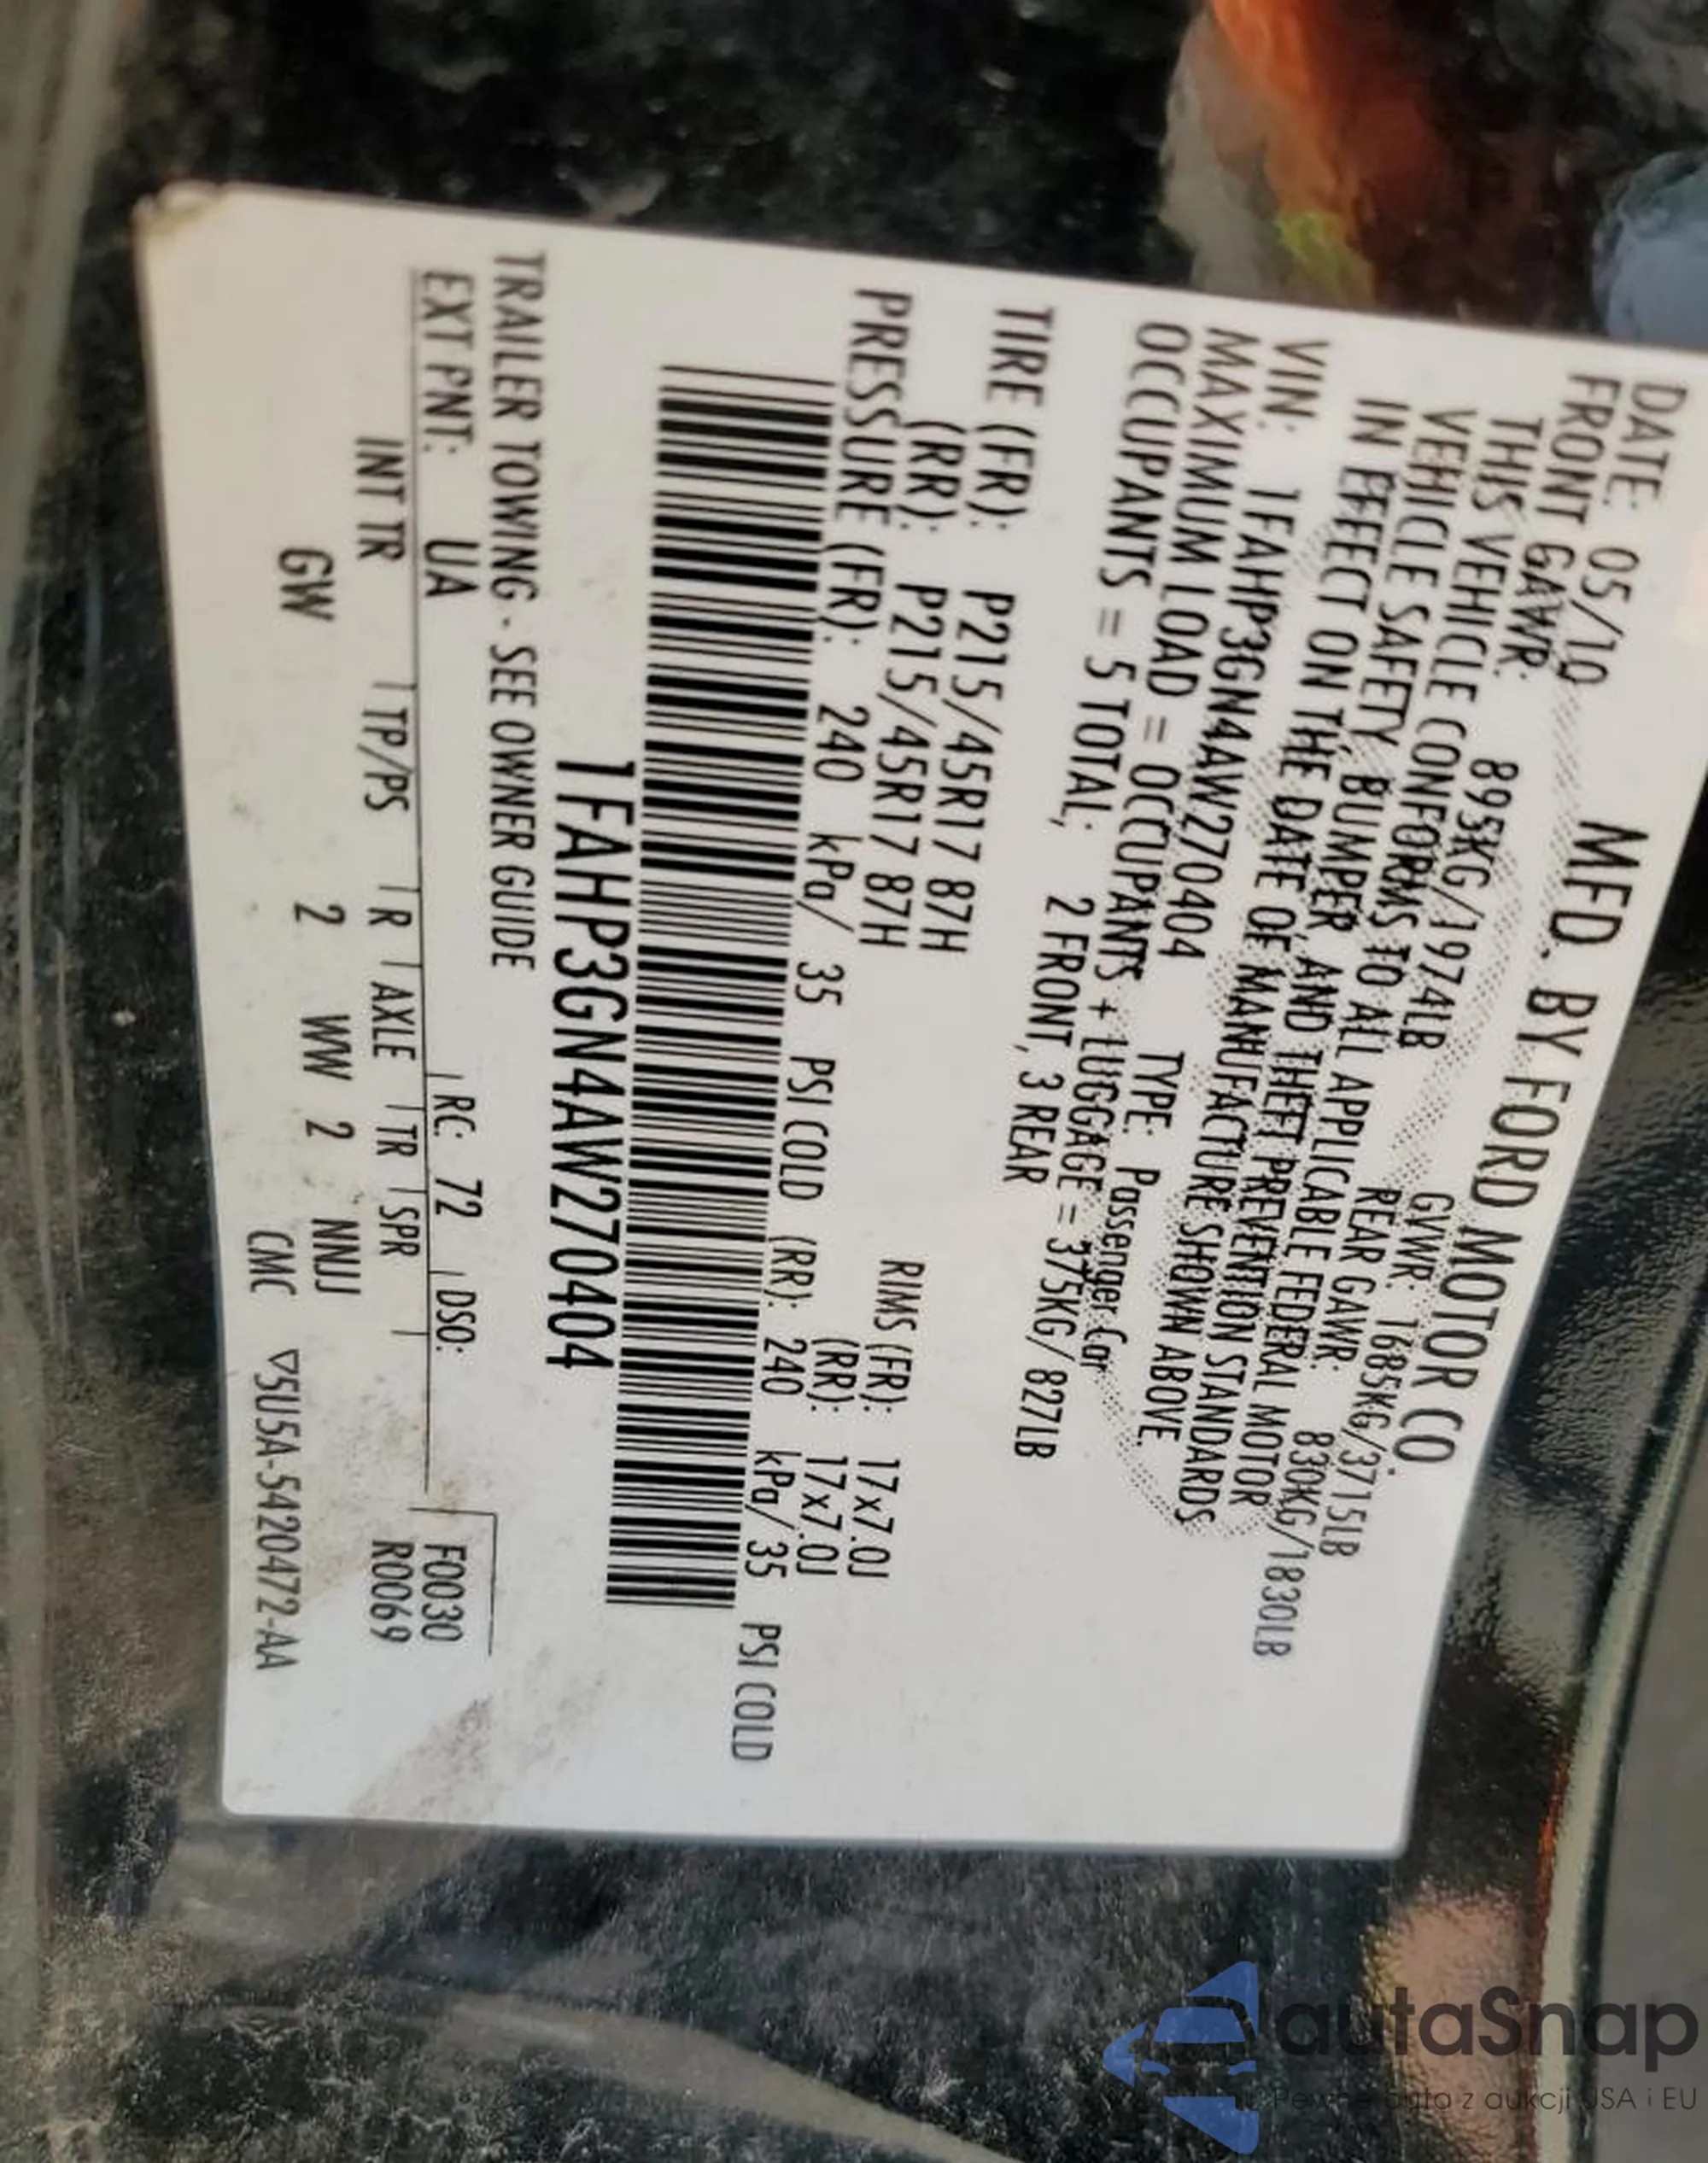 MFD. BY FORD MOTOR CO.
DATE: 05/10 GVWR: 1685KG/3715LB
FRONT GAWR: 895KG/1974LB REAR GAWR: 830KG/1830LB
THIS VEHICLE CONFORMS TO ALL APPLICABLE FEDERAL MOTOR
VEHICLE SAFETY, BUMPER, AND THEFT PREVENTION STANDARDS
IN EFFECT ON THE DATE OF MANUFACTURE SHOWN ABOVE.
VIN: 1FAHP3GN4AW270404 TYPE: Passenger Car
MAXIMUM LOAD = OCCUPANTS + LUGGAGE = 375KG/827LB
OCCUPANTS = 5 TOTAL; 2 FRONT, 3 REAR
TIRE (FR): P215/45R17 87H RIMS (FR): 17x7.0J
(RR): P215/45R17 87H (RR): 17x7.0J
PRESSURE (FR): 240 kPa/ 35 PSI COLD (RR): 240 kPa/35 PSI COLD
1FAHP3GN4AW270404
TRAILER TOWING - SEE OWNER GUIDE
F0030
R0069
EXT PNT: UA RC: 72 DSO:
INT TR TP/PS R AXLE TR SPR
GW 2 WW 2 NNJJ
CMC ▽5U5A-5420472-AA
autaSnap
Pewne auta z aukcji USA i EU